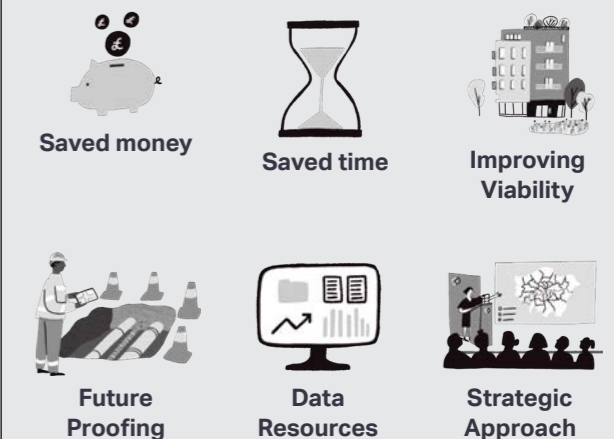 £ £ £
Saved money
Saved time
Improving
Viability
Future
Proofing
Data
Resources
Strategic
Approach